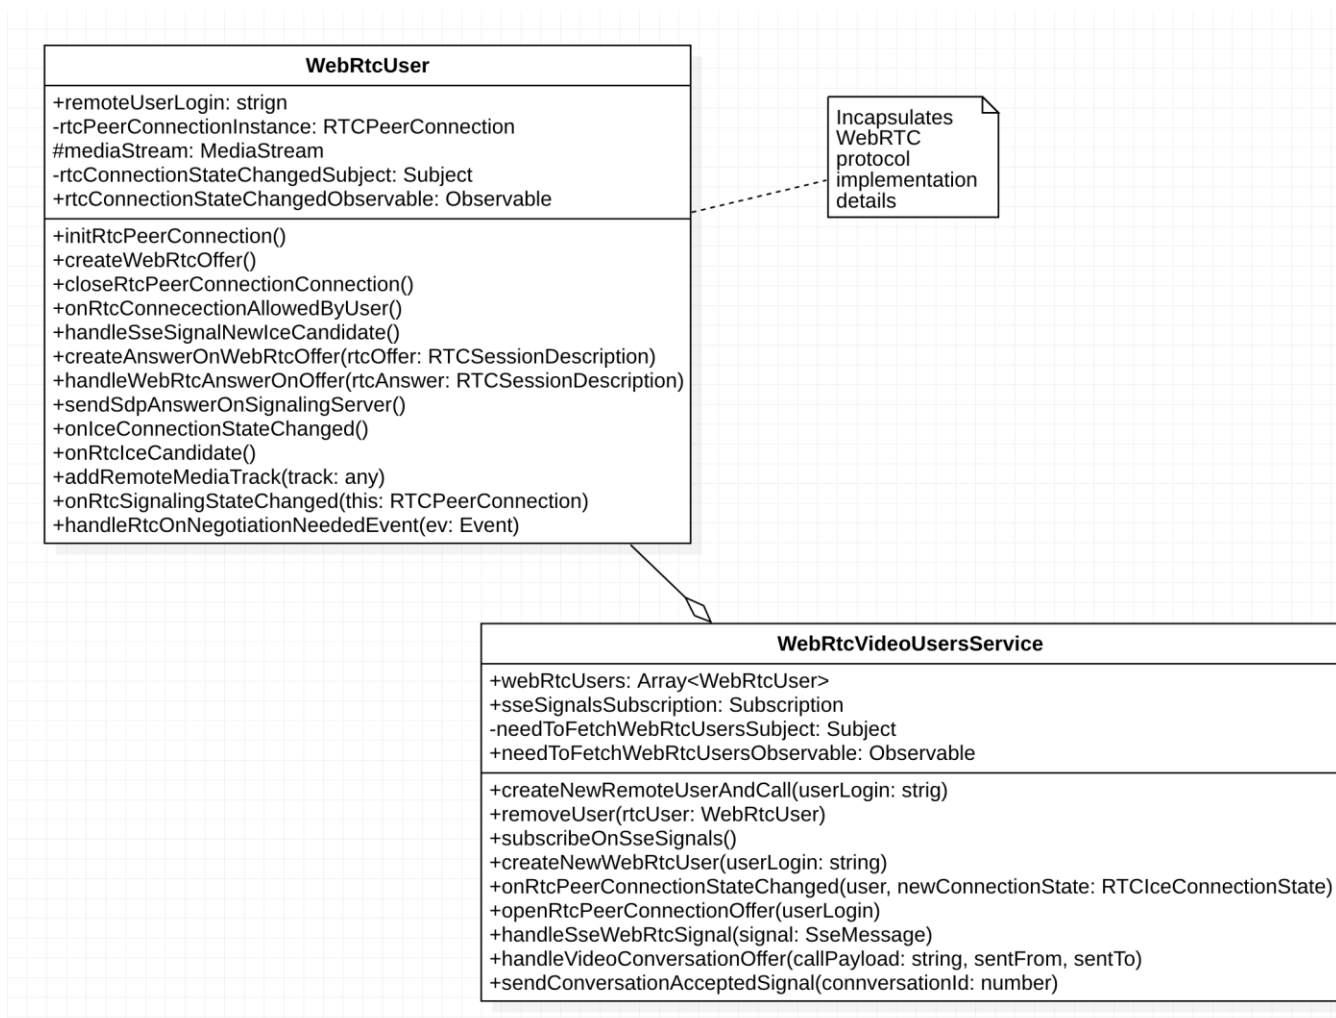 WebRtcUser
+remoteUserLogin: strign
-rtcPeerConnectionInstance: RTCPeerConnection
#mediaStream: MediaStream
-rtcConnectionStateChangedSubject: Subject
+rtcConnectionStateChangedObservable: Observable
+initRtcPeerConnection()
+createWebRtcOffer()
+closeRtcPeerConnectionConnection()
+onRtcConnecectionAllowedByUser()
+handleSseSignalNewIceCandidate()
+createAnswerOnWebRtcOffer(rtcOffer: RTCSessionDescription)
+handleWebRtcAnswerOnOffer(rtcAnswer: RTCSessionDescription)
+sendSdpAnswerOnSignalingServer()
+onIceConnectionStateChanged()
+onRtcIceCandidate()
+addRemoteMediaTrack(track: any)
+onRtcSignalingStateChanged(this: RTCPeerConnection)
+handleRtcOnNegotiationNeededEvent(ev: Event)
Incapsulates
WebRTC
protocol
implementation
details
WebRtcVideoUsersService
+webRtcUsers: Array<WebRtcUser>
+sseSignalsSubscription: Subscription
-needToFetchWebRtcUsersSubject: Subject
+needToFetchWebRtcUsersObservable: Observable
+createNewRemoteUserAndCall(userLogin: strig)
+removeUser(rtcUser: WebRtcUser)
+subscribeOnSseSignals()
+createNewWebRtcUser(userLogin: string)
+onRtcPeerConnectionStateChanged(user, newConnectionState: RTCIceConnectionState)
+openRtcPeerConnectionOffer(userLogin)
+handleSseWebRtcSignal(signal: SseMessage)
+handleVideoConversationOffer(callPayload: string, sentFrom, sentTo)
+sendConversationAcceptedSignal(connversationId: number)